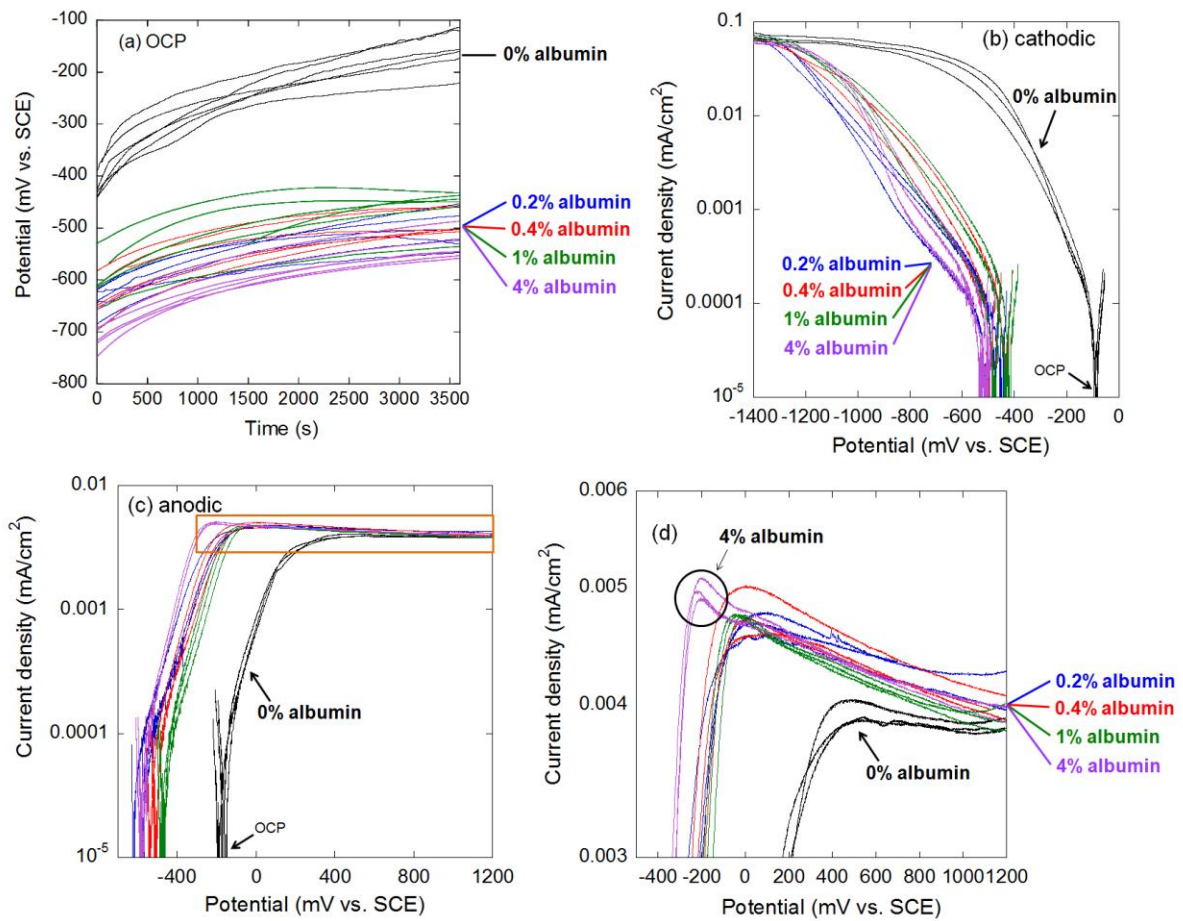 (a) OCP
Potential (mV vs. SCE)
-100
-200
-300
-400
-500
-600
-700
-800
0 500 1000 1500 2000 2500 3000 3500
Time (s)
0% albumin
0.2% albumin
0.4% albumin
1% albumin
4% albumin
(b) cathodic
Current density (mA/cm²)
0.1
0.01
0.001
0.0001
10⁻⁵
-1400 -1200 -1000 -800 -600 -400 -200 0
Potential (mV vs. SCE)
0% albumin
0.2% albumin
0.4% albumin
1% albumin
4% albumin
OCP
(c) anodic
Current density (mA/cm²)
0.01
0.001
0.0001
10⁻⁵
-400 0 400 800 1200
Potential (mV vs. SCE)
0% albumin
OCP
(d)
Current density (mA/cm²)
0.006
0.005
0.004
0.003
-400 -200 0 200 400 600 800 1000 1200
Potential (mV vs. SCE)
4% albumin
0% albumin
0.2% albumin
0.4% albumin
1% albumin
4% albumin